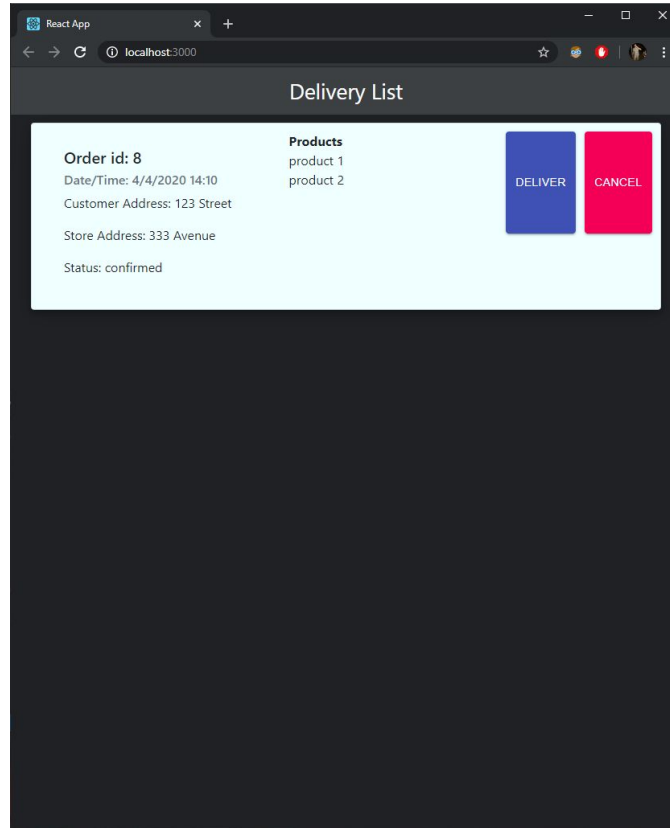 React App
localhost:3000
Delivery List
Order id: 8
Date/Time: 4/4/2020 14:10
Customer Address: 123 Street
Store Address: 333 Avenue
Status: confirmed
Products
product 1
product 2
DELIVER
CANCEL